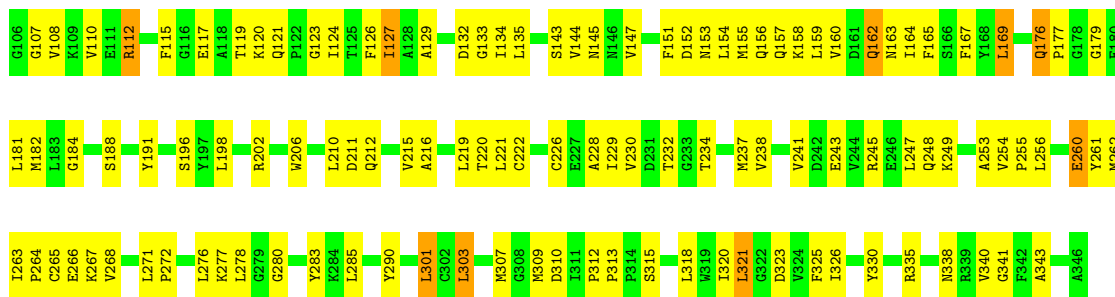 G106 G107 V108 K109 V110 E111 R112 F115 G116 E117 A118 T119 K120 Q121 P122 G123 I124 T125 F126 I127 A128 A129 D132 G133 I134 L135 S143 V144 N145 N146 V147 F151 D152 N153 L154 M155 Q156 Q157 K158 L159 V160 D161 Q162 N163 I164 F165 S166 F167 Y168 L169 Q176 P177 G178 G179 E180
L181 M182 L183 G184 S188 Y191 S196 Y197 L198 R202 W206 L210 D211 Q212 V215 A216 L219 T220 L221 C222 C226 E227 A228 I229 V230 D231 T232 G233 T234 M237 V238 V241 D242 E243 V244 R245 E246 L247 Q248 K249 A253 V254 P255 L256 E260 Y261 M262
I263 P264 C265 E266 K267 V268 L271 P272 L276 K277 L278 G279 G280 Y283 K284 L285 Y290 L301 C302 L303 M307 G308 M309 D310 I311 P312 P313 P314 S315 L318 W319 I320 L321 G322 D323 V324 F325 I326 Y330 R335 N338 R339 V340 G341 F342 A343 A346